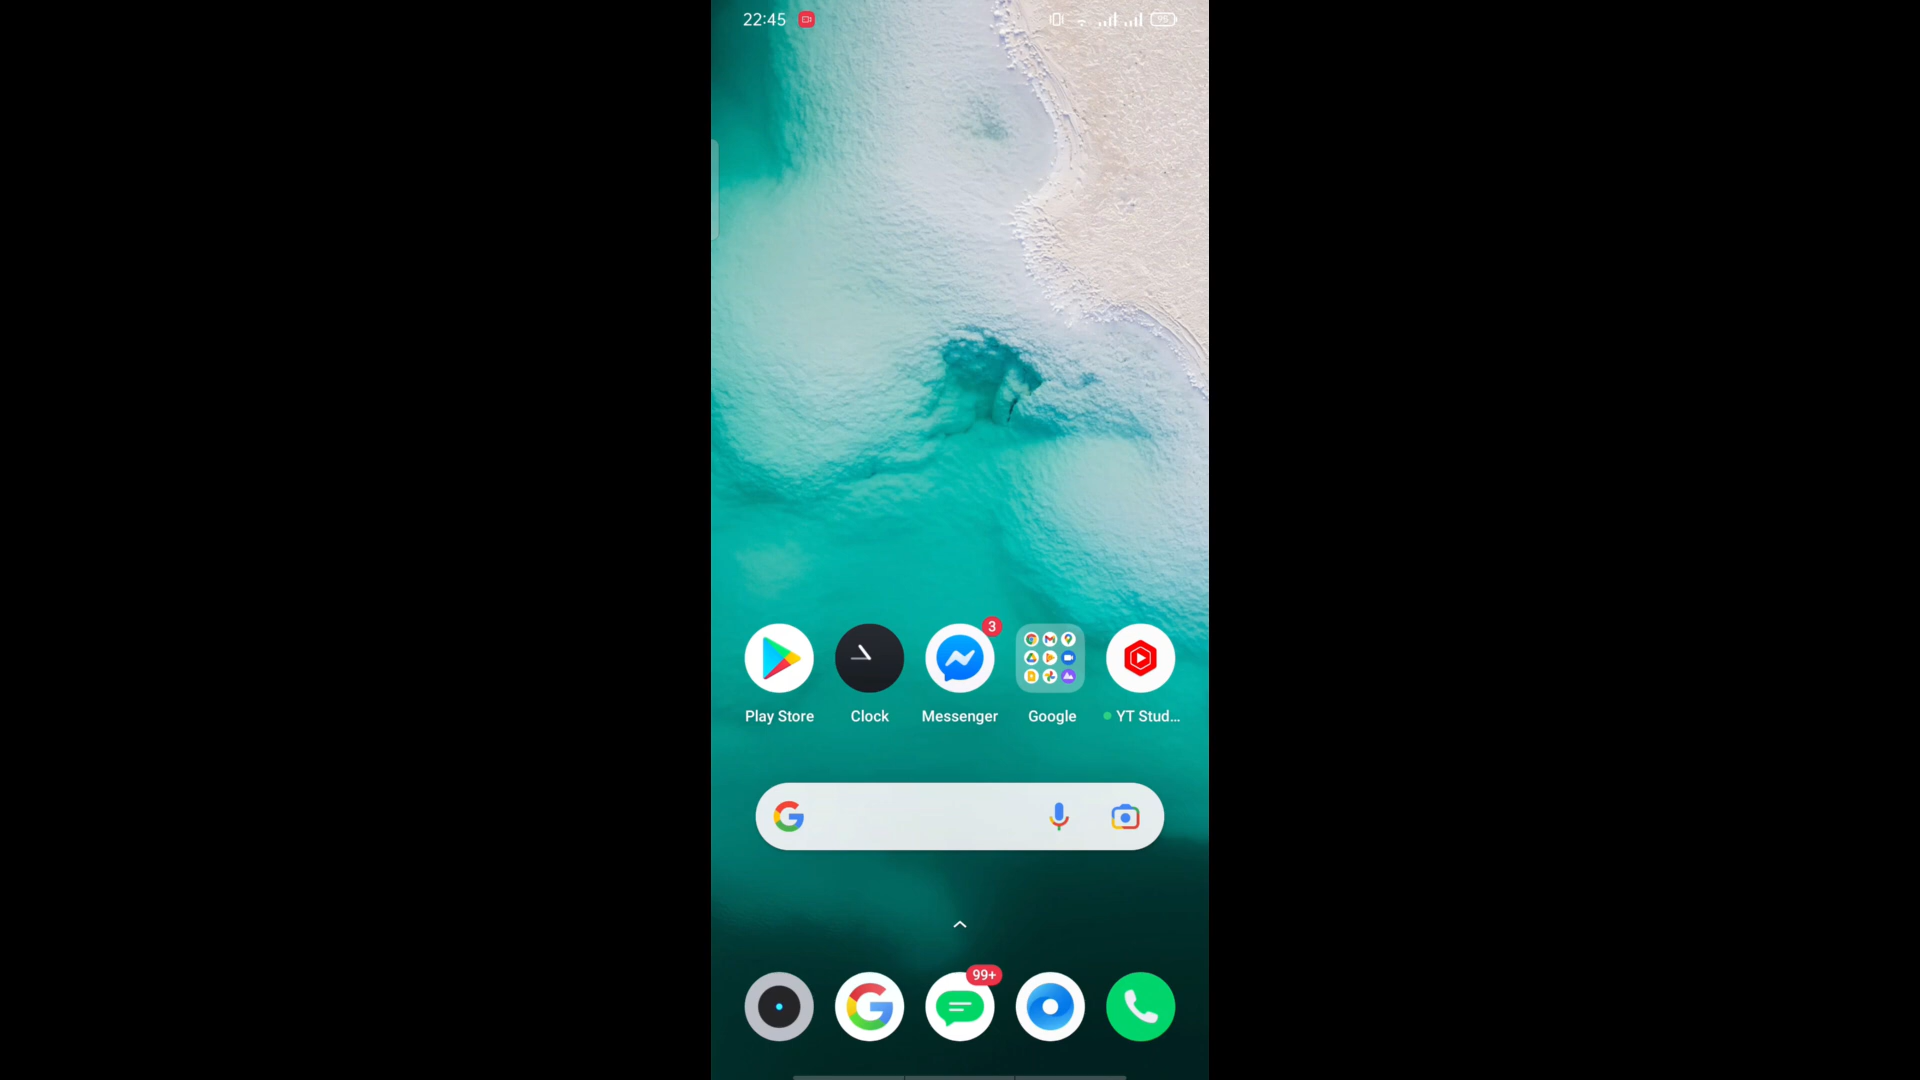 22:45
3
Play Store
Clock
Messenger
Google
YT Stud...
99+